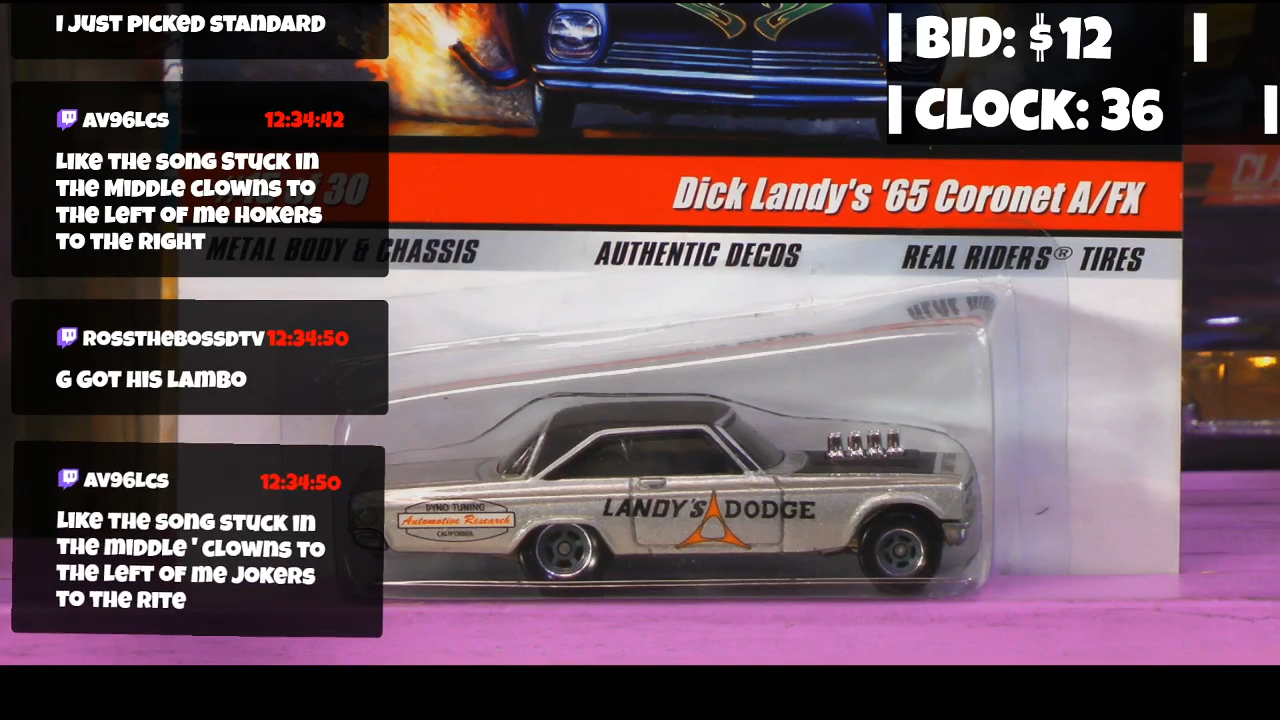 I JUST PICKED STANDARD
AV96LCS 12:34:42
LIKE THE SONG STUCK IN
THE MIDDLE CLOWNS TO
THE LEFT OF ME HOKERS
TO THE RIGHT
ROSSTHEBOSSDTV 12:34:50
G GOT HIS LAMBO
AV96LCS 12:34:50
LIKE THE SONG STUCK IN
THE MIDDLE ' CLOWNS TO
THE LEFT OF ME JOKERS
TO THE RITE
| BID: $12 |
| CLOCK: 36 |
of 30
Dick Landy's '65 Coronet A/FX
METAL BODY & CHASSIS
AUTHENTIC DECOS
REAL RIDERS® TIRES
DYNO TUNING
Automotive Research
CALIFORNIA
LANDY'S DODGE